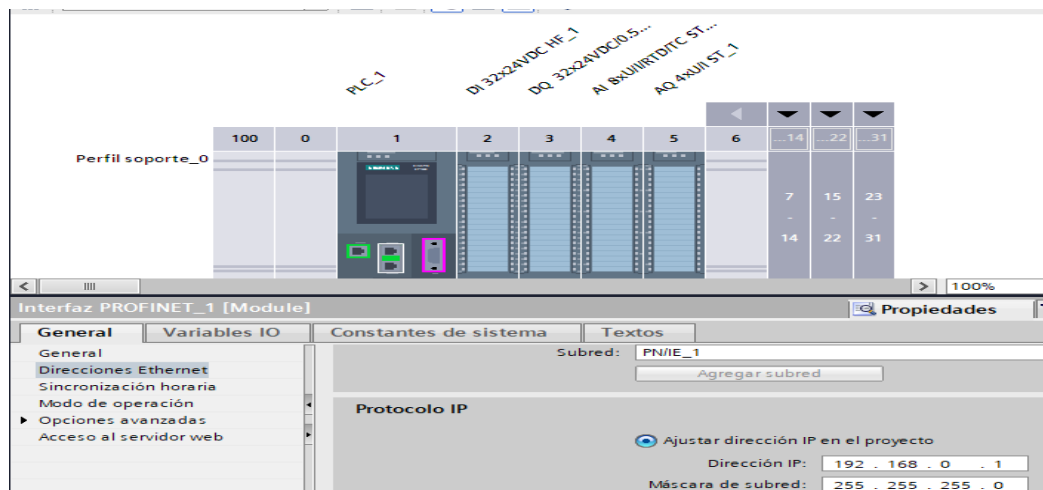 PLC_1
DI 32x24VDC HF_1
DQ 32x24VDC/0.5...
AI 8xU/I/RTD/TC ST...
AQ 4xU/I ST_1
100 0 1 2 3 4 5 6 ...14 ...22 ...31
Perfil soporte_0
SIEMENS
7 15 23
- - -
14 22 31
100%
Interfaz PROFINET_1 [Module]
Propiedades
General Variables IO Constantes de sistema Textos
General
Direcciones Ethernet
Sincronización horaria
Modo de operación
Opciones avanzadas
Acceso al servidor web
Subred: PN/IE_1
Agregar subred
Protocolo IP
Ajustar dirección IP en el proyecto
Dirección IP: 192 . 168 . 0 . 1
Máscara de subred: 255 . 255 . 255 . 0